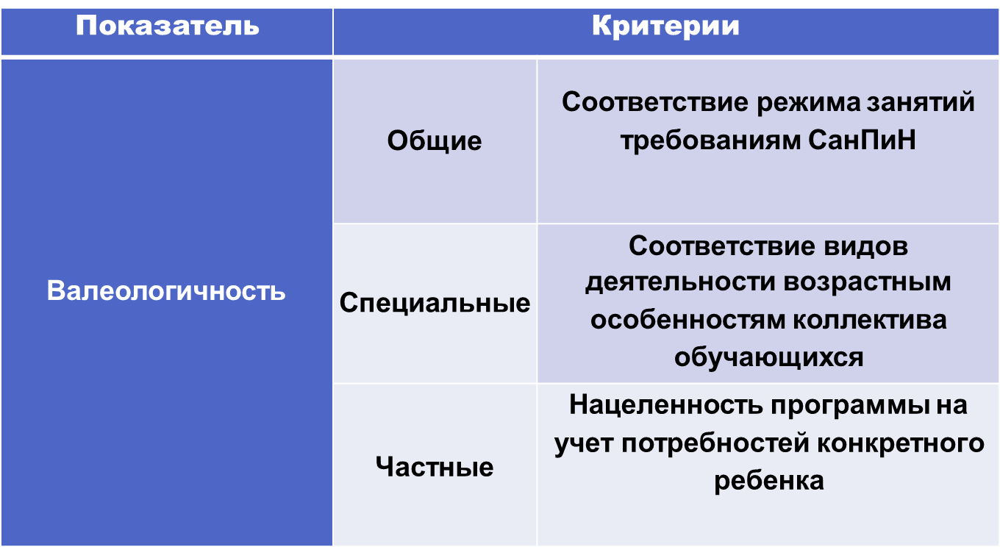 Показатель
Критерии
Валеологичность
Общие
Соответствие режима занятий
требованиям СанПиН
Специальные
Соответствие видов
деятельности возрастным
особенностям коллектива
обучающихся
Частные
Нацеленность программы на
учет потребностей конкретного
ребенка